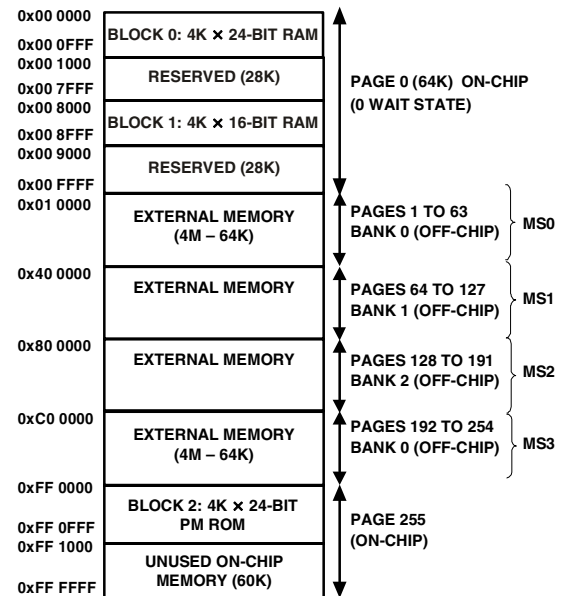 0x00 0000
BLOCK 0: 4K × 24-BIT RAM
0x00 0FFF
0x00 1000
RESERVED (28K)
0x00 7FFF
0x00 8000
BLOCK 1: 4K × 16-BIT RAM
0x00 8FFF
0x00 9000
RESERVED (28K)
0x00 FFFF
PAGE 0 (64K) ON-CHIP
(0 WAIT STATE)
0x01 0000
EXTERNAL MEMORY
(4M – 64K)
PAGES 1 TO 63
BANK 0 (OFF-CHIP)
MS0
0x40 0000
EXTERNAL MEMORY
PAGES 64 TO 127
BANK 1 (OFF-CHIP)
MS1
0x80 0000
EXTERNAL MEMORY
PAGES 128 TO 191
BANK 2 (OFF-CHIP)
MS2
0xC0 0000
EXTERNAL MEMORY
(4M – 64K)
PAGES 192 TO 254
BANK 0 (OFF-CHIP)
MS3
0xFF 0000
BLOCK 2: 4K × 24-BIT
PM ROM
0xFF 0FFF
0xFF 1000
UNUSED ON-CHIP
MEMORY (60K)
0xFF FFFF
PAGE 255
(ON-CHIP)